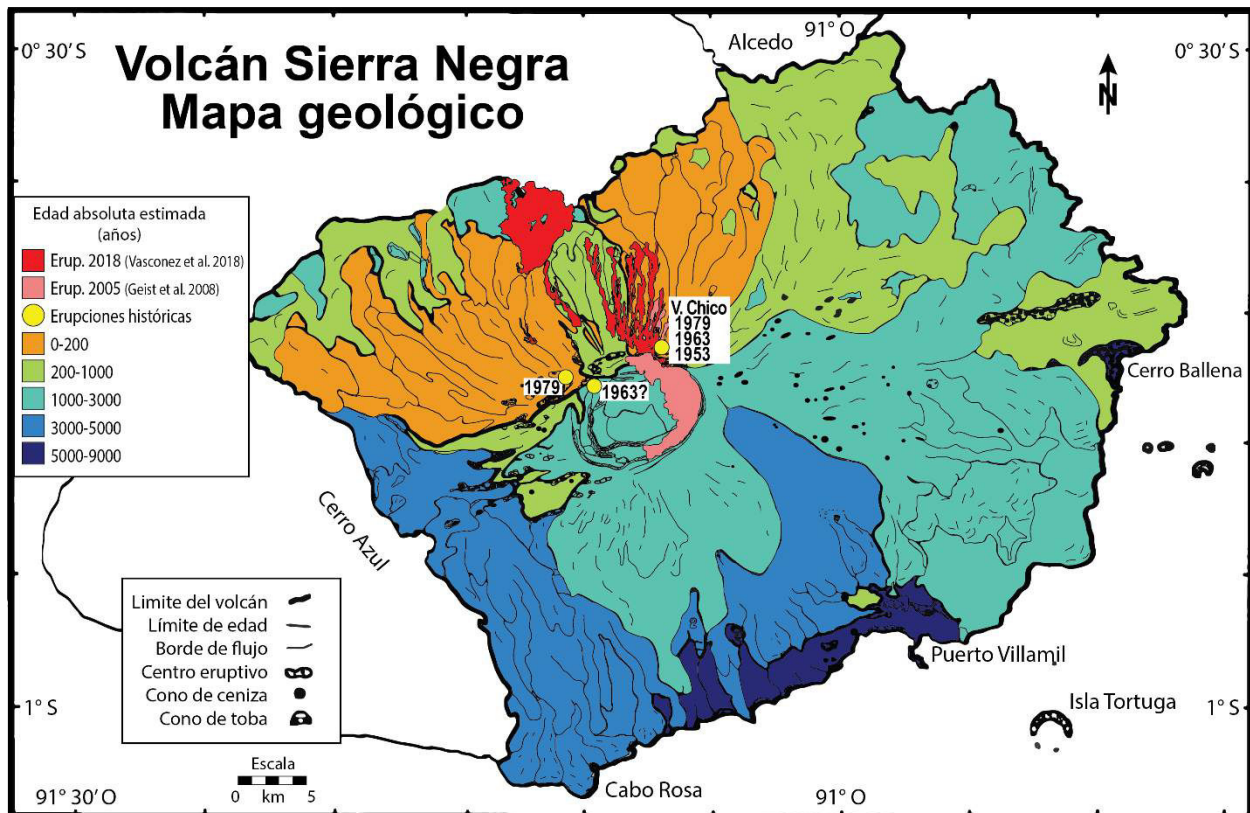 Volcán Sierra Negra
Mapa geológico
0° 30' S
Alcedo
91° O
0° 30' S
N
Edad absoluta estimada
(años)
Erup. 2018 (Vasconez et al. 2018)
Erup. 2005 (Geist et al. 2008)
Erupciones históricas
0-200
200-1000
1000-3000
3000-5000
5000-9000
V. Chico
1979
1963
1953
1979
1963?
Cerro Ballena
Cerro Azul
Limite del volcán
Límite de edad
Borde de flujo
Centro eruptivo
Cono de ceniza
Cono de toba
Puerto Villamil
Isla Tortuga
1° S
1° S
Escala
0 km 5
Cabo Rosa
91° 30' O
91° O